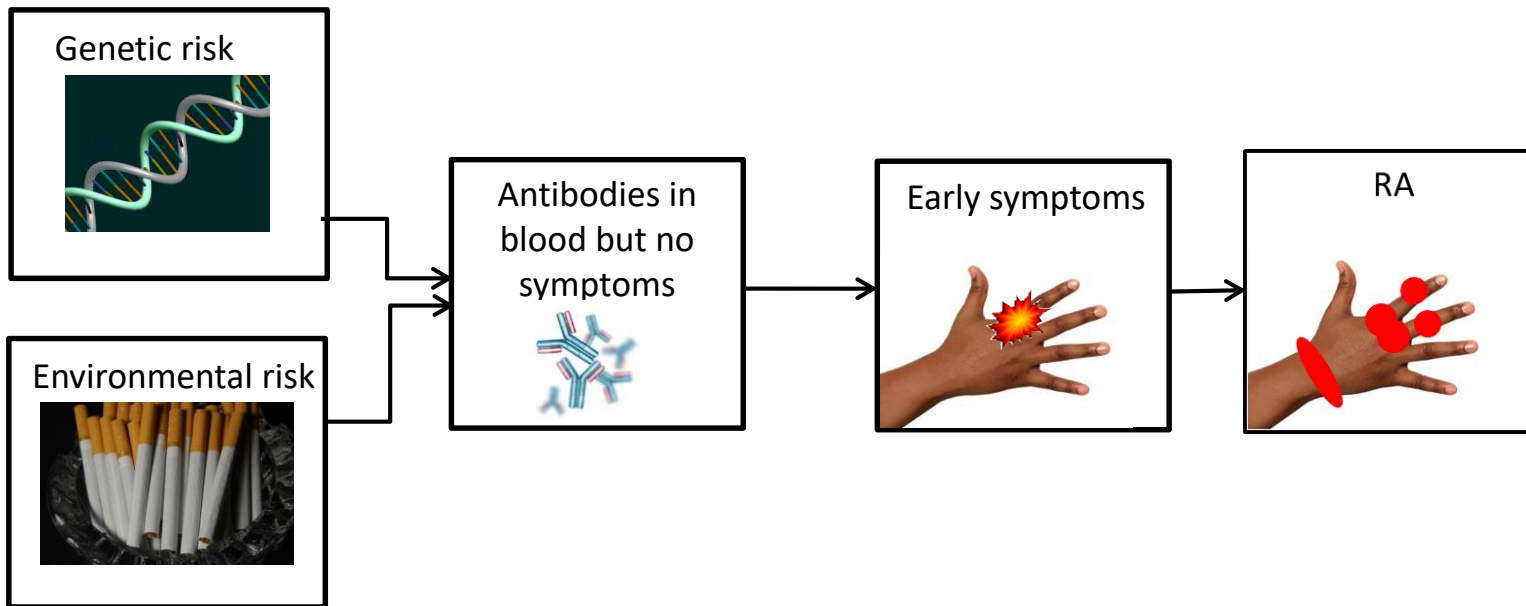 Genetic risk
Environmental risk
Antibodies in
blood but no
symptoms
Early symptoms
RA